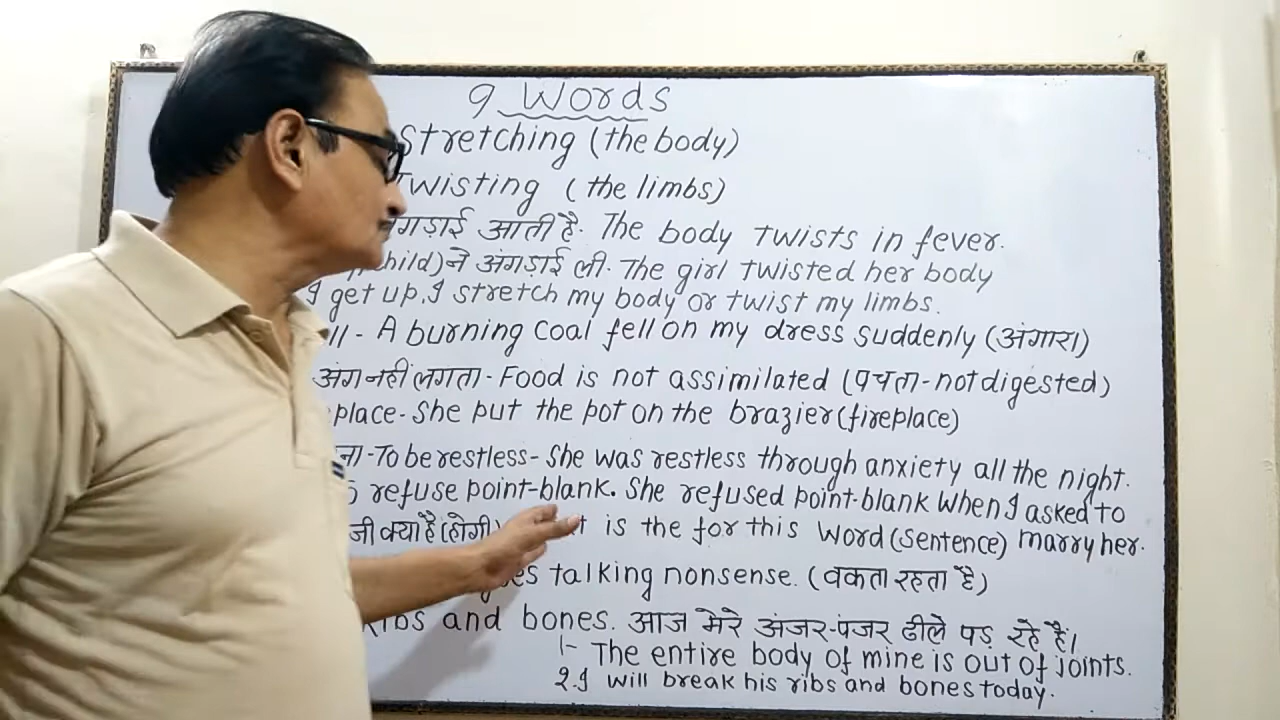 9 Words
Stretching (the body)
Twisting (the limbs)
आती है. The body twists in fever.
child) ने अंगड़ाई ली. The girl twisted her body
I get up, I stretch my body or twist my limbs.
- A burning coal fell on my dress suddenly (अंगारा)
अंग नहीं लगता - Food is not assimilated (पचता - not digested)
place - She put the pot on the brazier (fireplace)
ना - To be restless - She was restless through anxiety all the night.
refuse point-blank. She refused point-blank when I asked to
जी क्या है (होगी) is the for this word (sentence) marry her.
talking nonsense. (वकता रहता है)
Ribs and bones. आज मेरे अंजर-पंजर ढीले पड़ रहे हैं।
1- The entire body of mine is out of joints.
2. I will break his ribs and bones today.